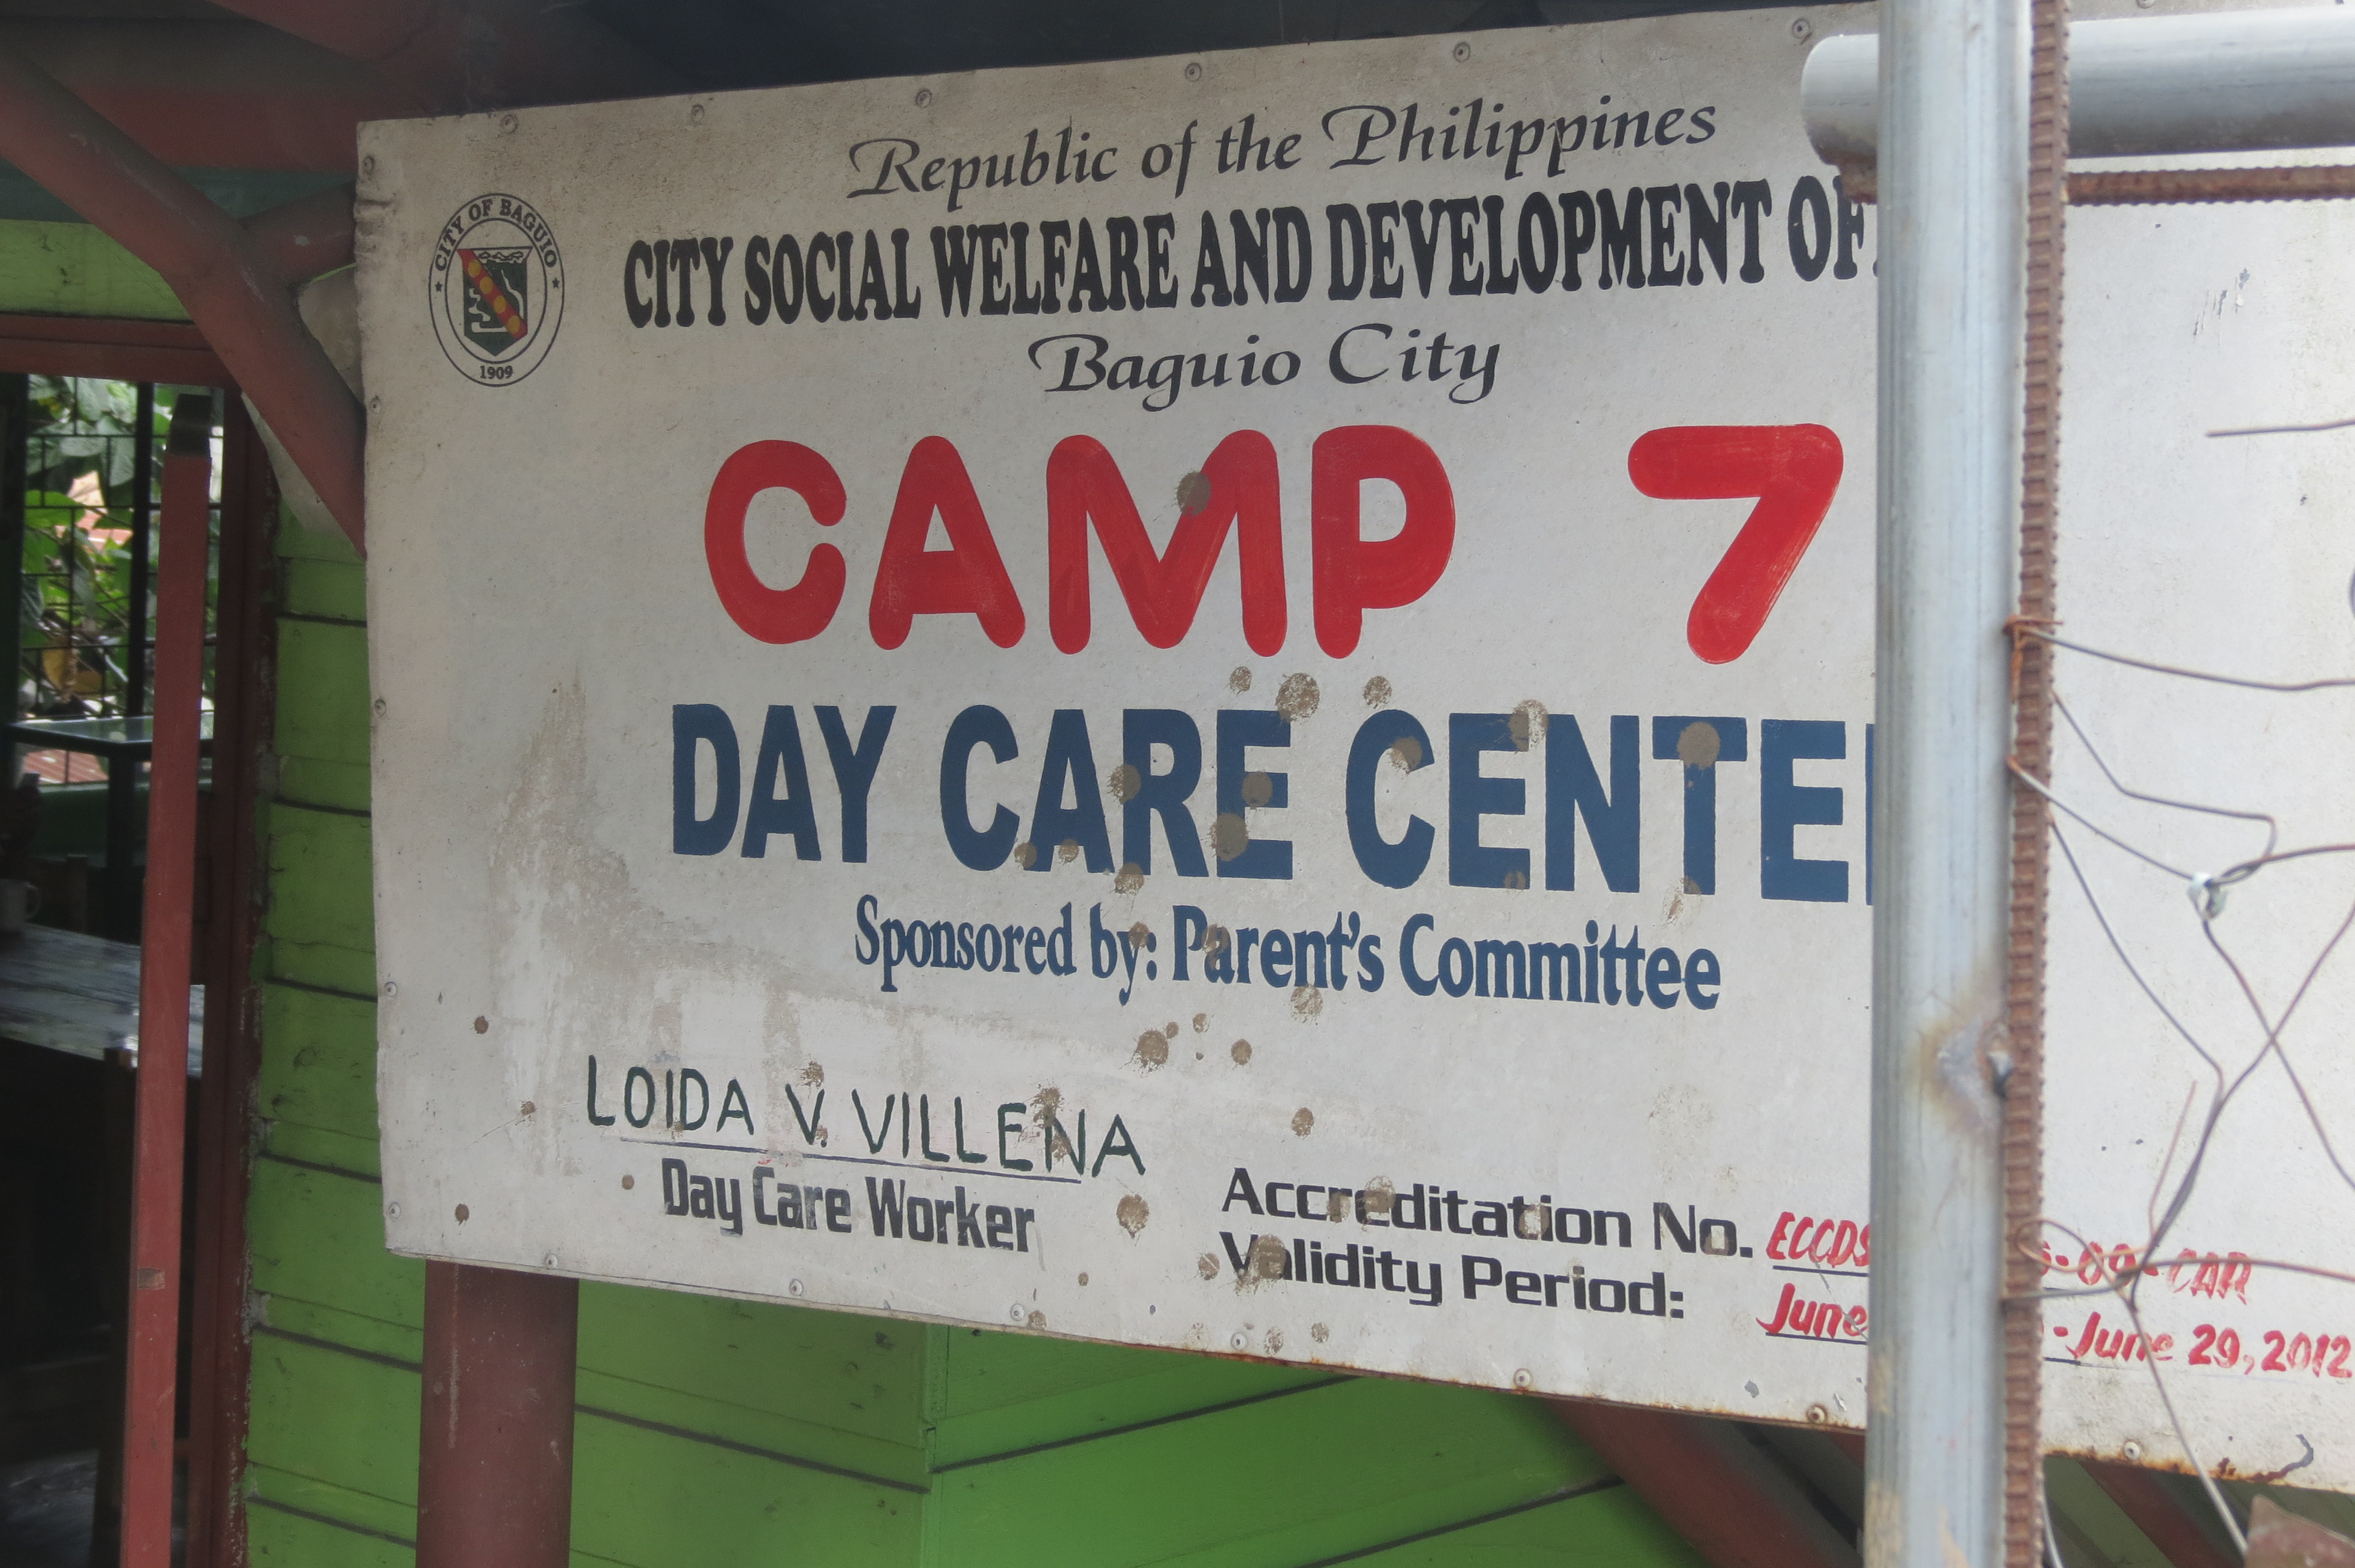 Republic of the Philippines
CITY SOCIAL WELFARE AND DEVELOPMENT OF
Baguio City
CITY OF BAGUIO
1909
CAMP 7
DAY CARE CENTE
Sponsored by: Parent's Committee
LOIDA V. VILLENA
Day Care Worker
Accreditation No. ECCDS -09-CAR
Validity Period: June - June 29, 2012